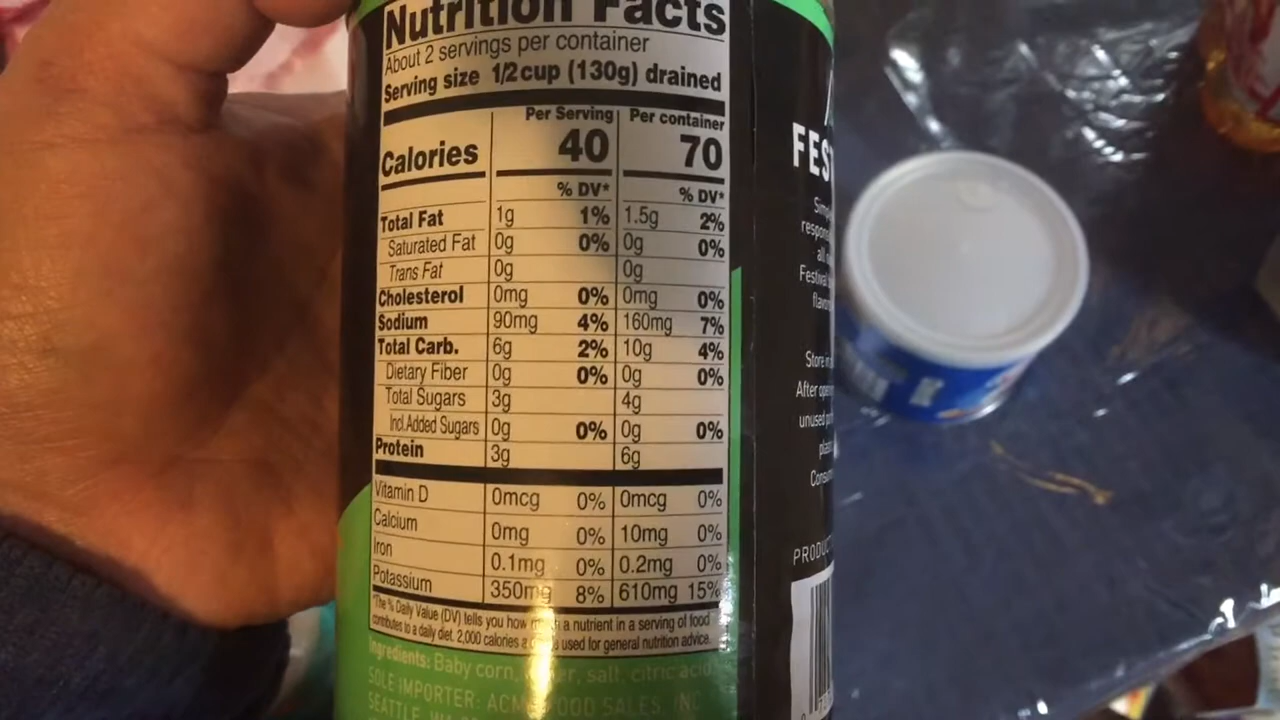 Nutrition Facts
About 2 servings per container
Serving size 1/2 cup (130g) drained
Per Serving Per container
Calories 40 70
% DV* % DV*
Total Fat 1g 1% 1.5g 2%
Saturated Fat 0g 0% 0g 0%
Trans Fat 0g 0g
Cholesterol 0mg 0% 0mg 0%
Sodium 90mg 4% 160mg 7%
Total Carb. 6g 2% 10g 4%
Dietary Fiber 0g 0% 0g 0%
Total Sugars 3g 4g
Incl. Added Sugars 0g 0% 0g 0%
Protein 3g 6g
Vitamin D 0mcg 0% 0mcg 0%
Calcium 0mg 0% 10mg 0%
Iron 0.1mg 0% 0.2mg 0%
Potassium 350mg 8% 610mg 15%
*The % Daily Value (DV) tells you how a nutrient in a serving of food
contributes to a daily diet. 2,000 calories a used for general nutrition advice.
Ingredients: Baby corn, salt, citric acid
SOLE IMPORTER: FOOD SALES, INC
SEATTLE, WA
FES
Store in
After
unused
PRODUC